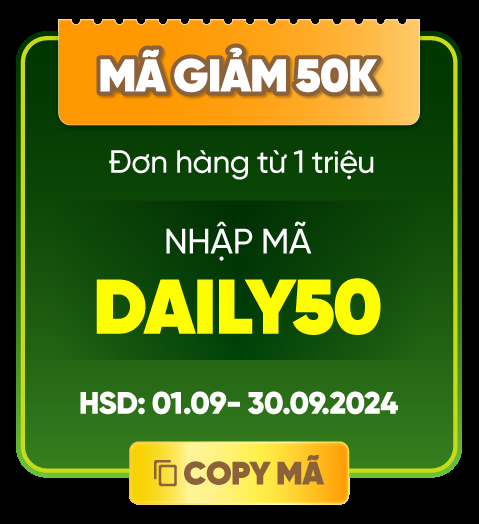 MÃ GIẢM 50K
Đơn hàng từ 1 triệu
NHẬP MÃ
DAILY50
HSD: 01.09- 30.09.2024
COPY MÃ